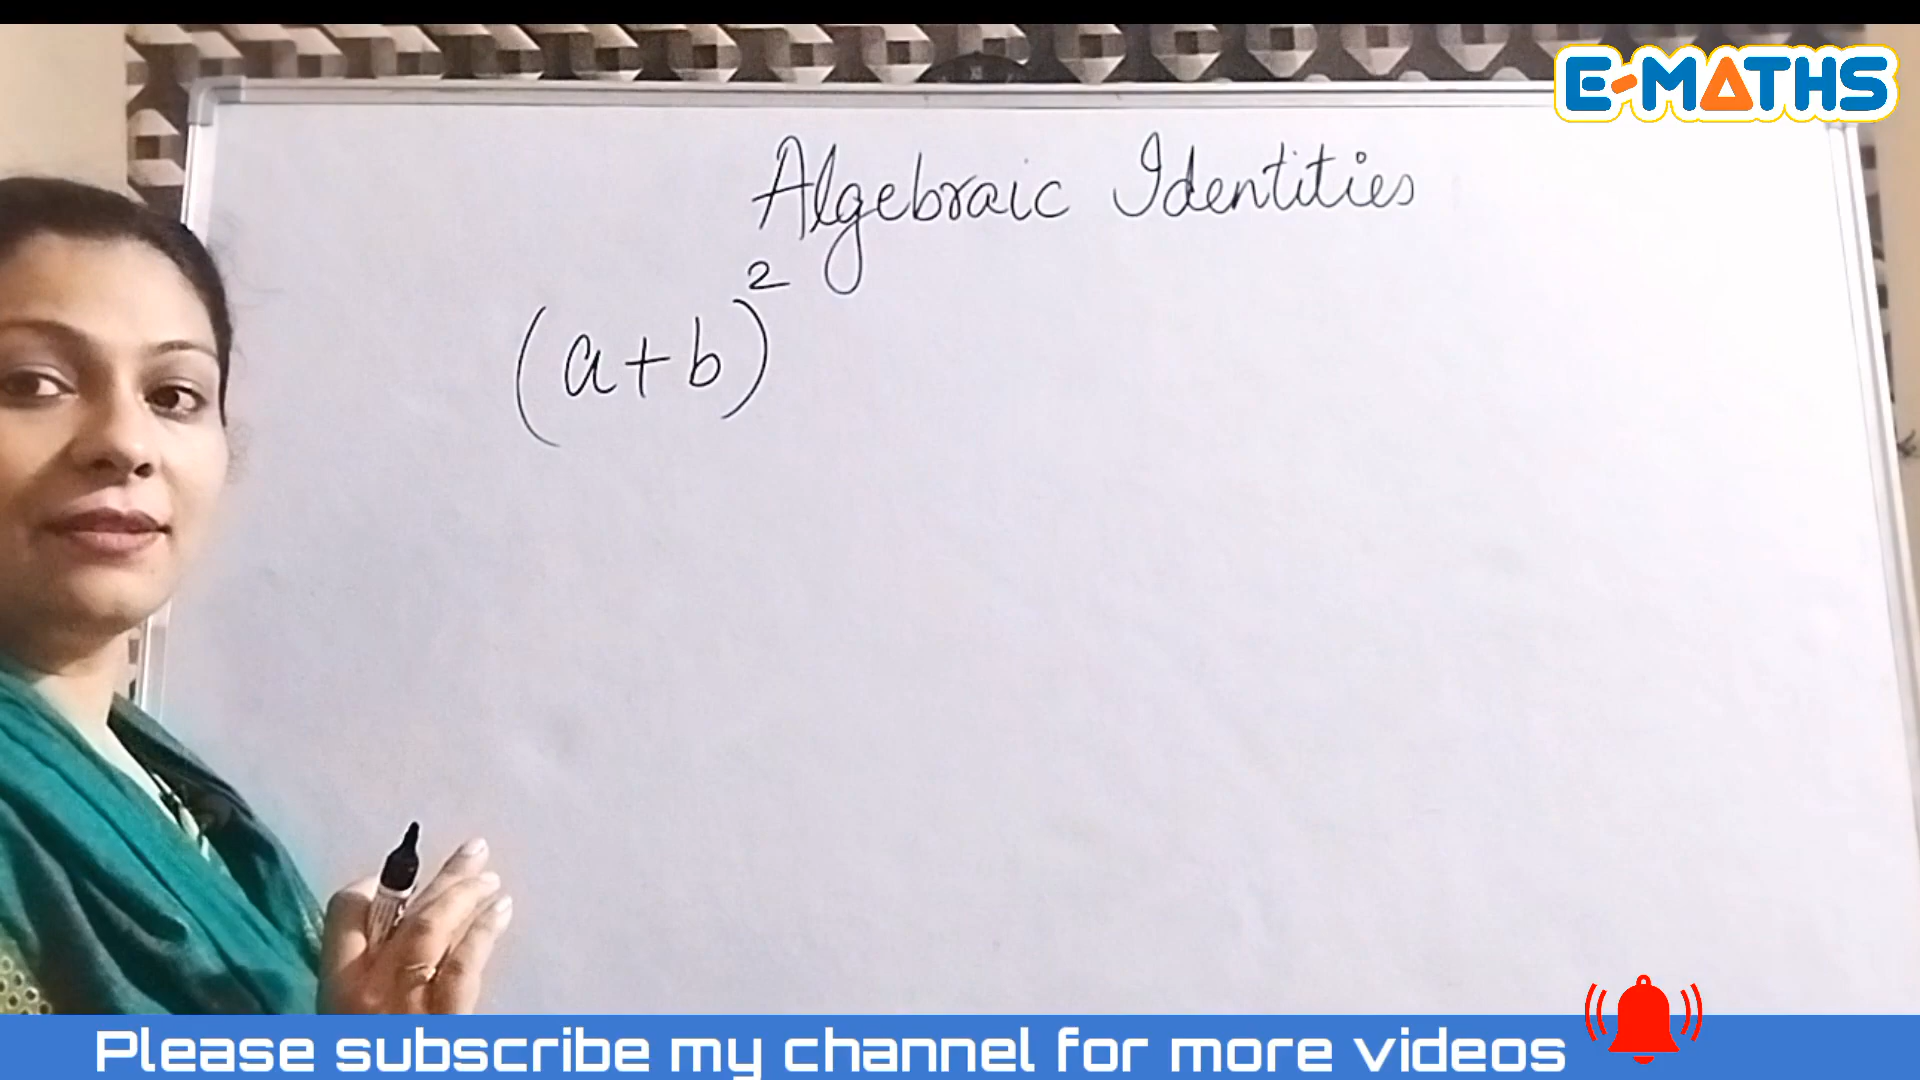 E-MATHS
Algebraic Identities
(a+b)²
Please subscribe my channel for more videos